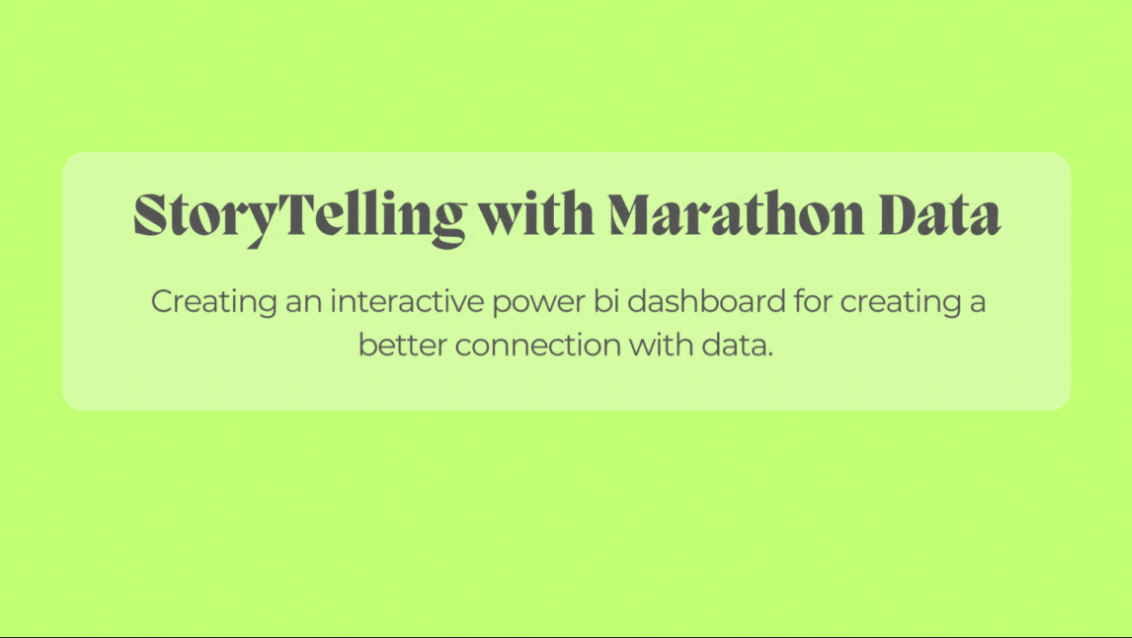 StoryTelling with Marathon Data
Creating an interactive power bi dashboard for creating a
better connection with data.